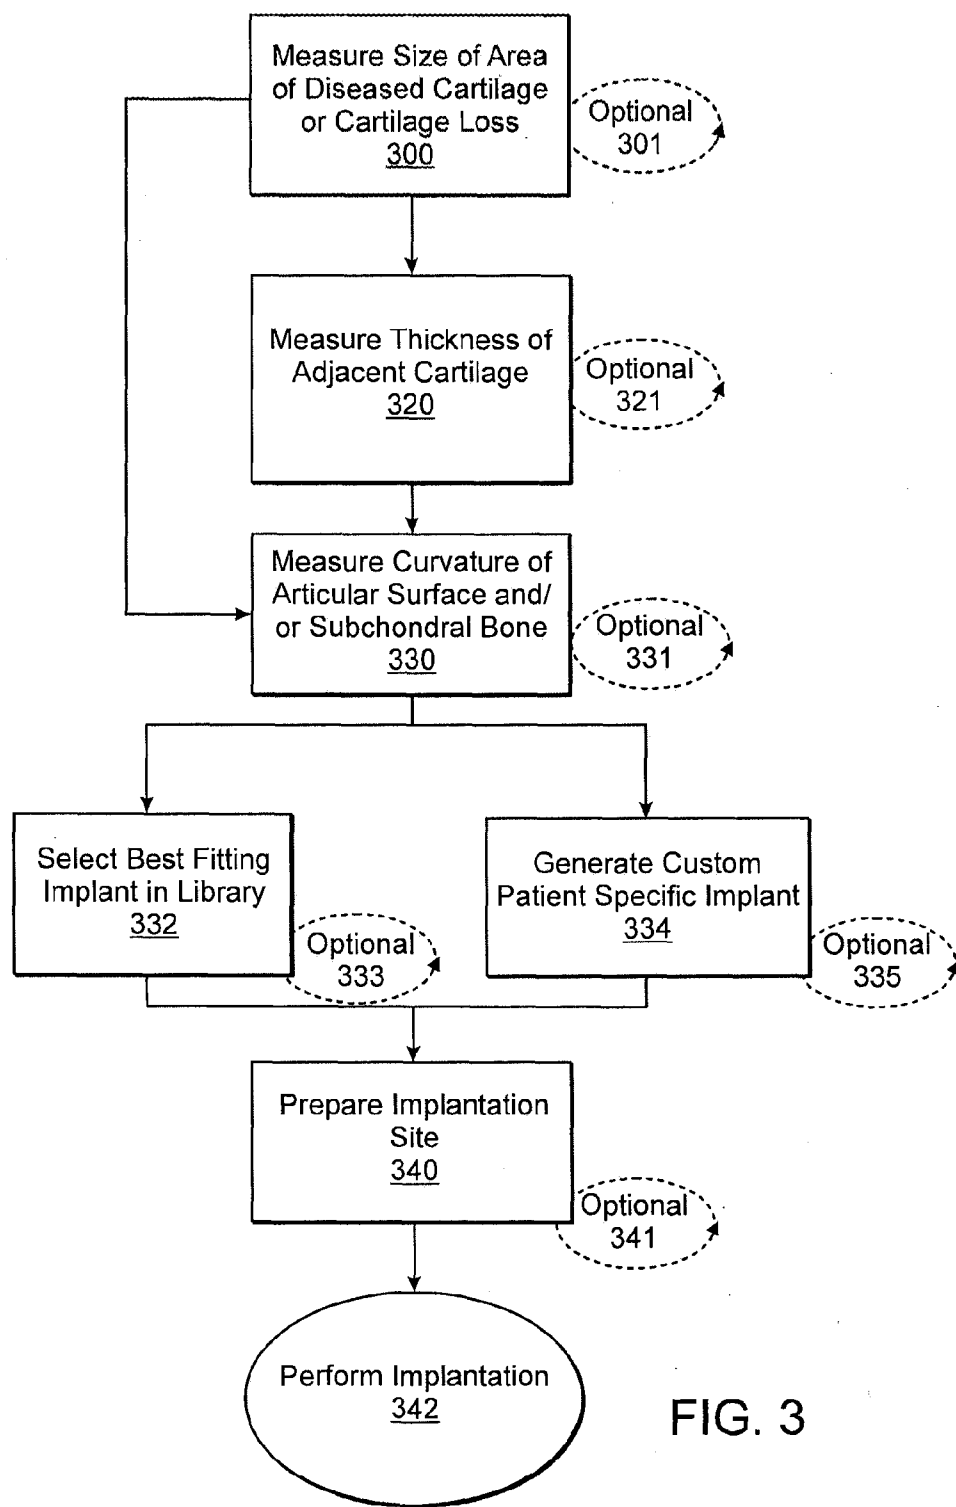 Measure Size of Area
of Diseased Cartilage
or Cartilage Loss
300
Optional
301
Measure Thickness of
Adjacent Cartilage
320
Optional
321
Measure Curvature of
Articular Surface and/
or Subchondral Bone
330
Optional
331
Select Best Fitting
Implant in Library
332
Optional
333
Generate Custom
Patient Specific Implant
334
Optional
335
Prepare Implantation
Site
340
Optional
341
Perform Implantation
342
FIG. 3